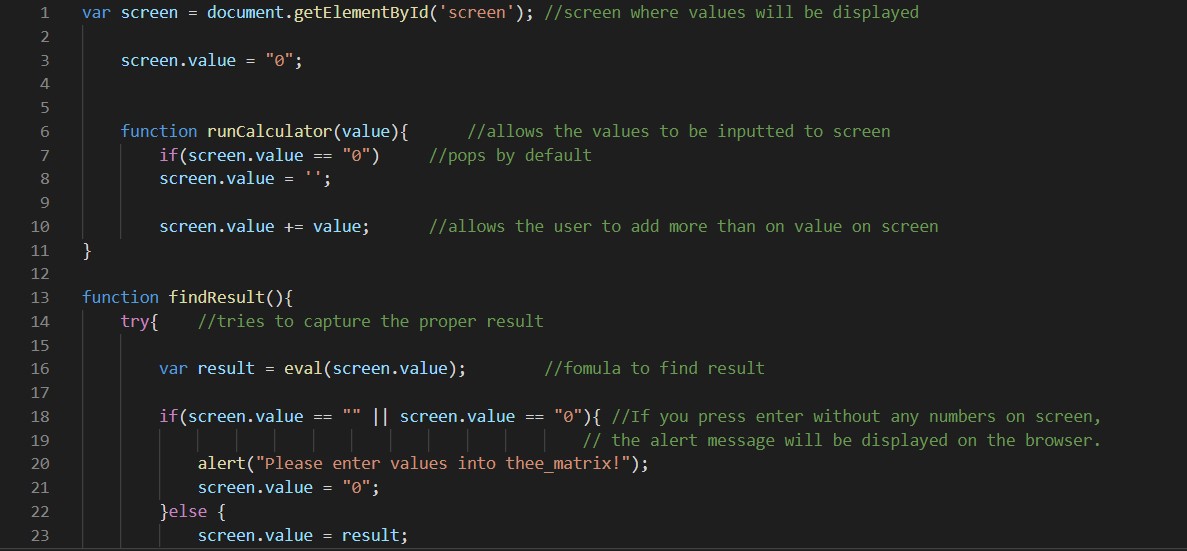 1 var screen = document.getElementById('screen'); //screen where values will be displayed
2
3 screen.value = "0";
4
5
6 function runCalculator(value){ //allows the values to be inputted to screen
7 if(screen.value == "0") //pops by default
8 screen.value = '';
9
10 screen.value += value; //allows the user to add more than on value on screen
11 }
12
13 function findResult(){
14 try{ //tries to capture the proper result
15
16 var result = eval(screen.value); //fomula to find result
17
18 if(screen.value == "" || screen.value == "0"){ //If you press enter without any numbers on screen,
19 // the alert message will be displayed on the browser.
20 alert("Please enter values into thee_matrix!");
21 screen.value = "0";
22 }else {
23 screen.value = result;